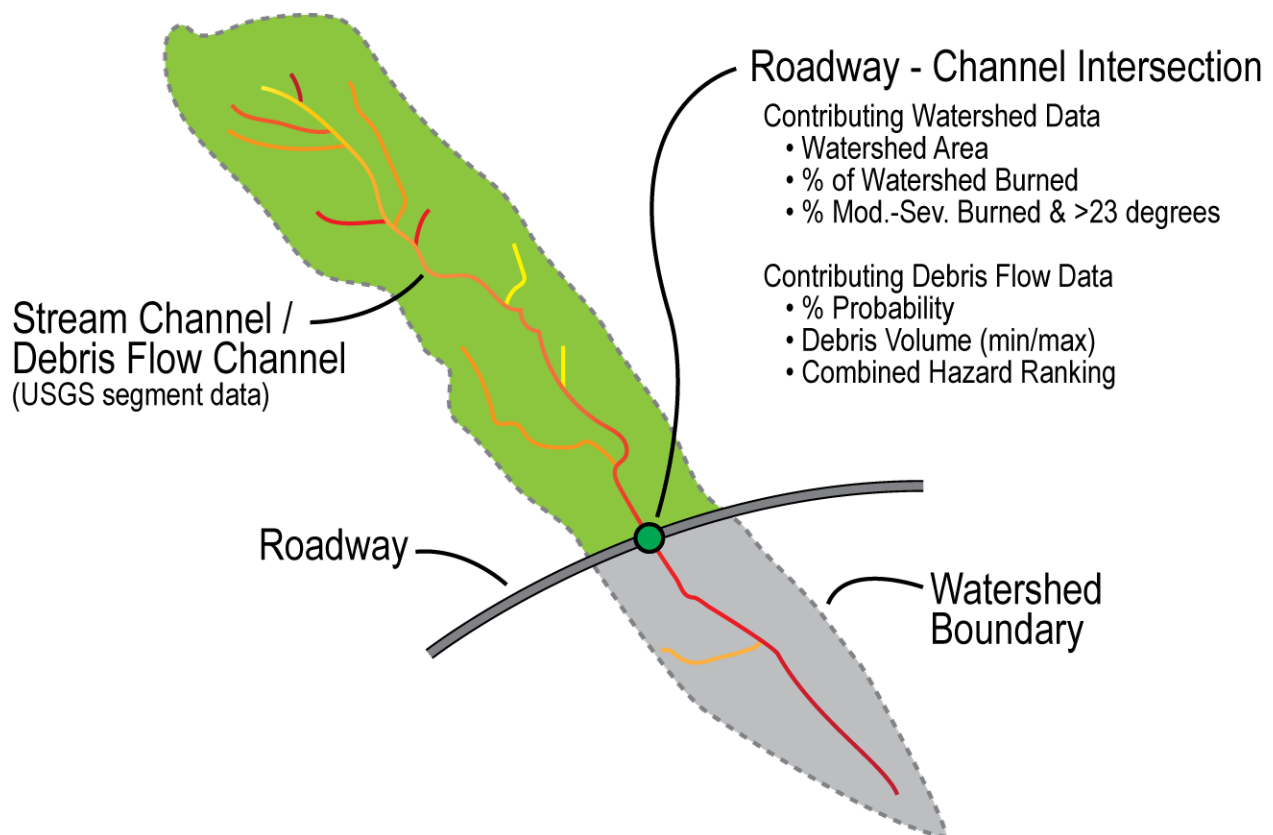 Roadway - Channel Intersection
Contributing Watershed Data
• Watershed Area
• % of Watershed Burned
• % Mod.-Sev. Burned & >23 degrees
Contributing Debris Flow Data
• % Probability
• Debris Volume (min/max)
• Combined Hazard Ranking
Stream Channel /
Debris Flow Channel
(USGS segment data)
Roadway
Watershed
Boundary